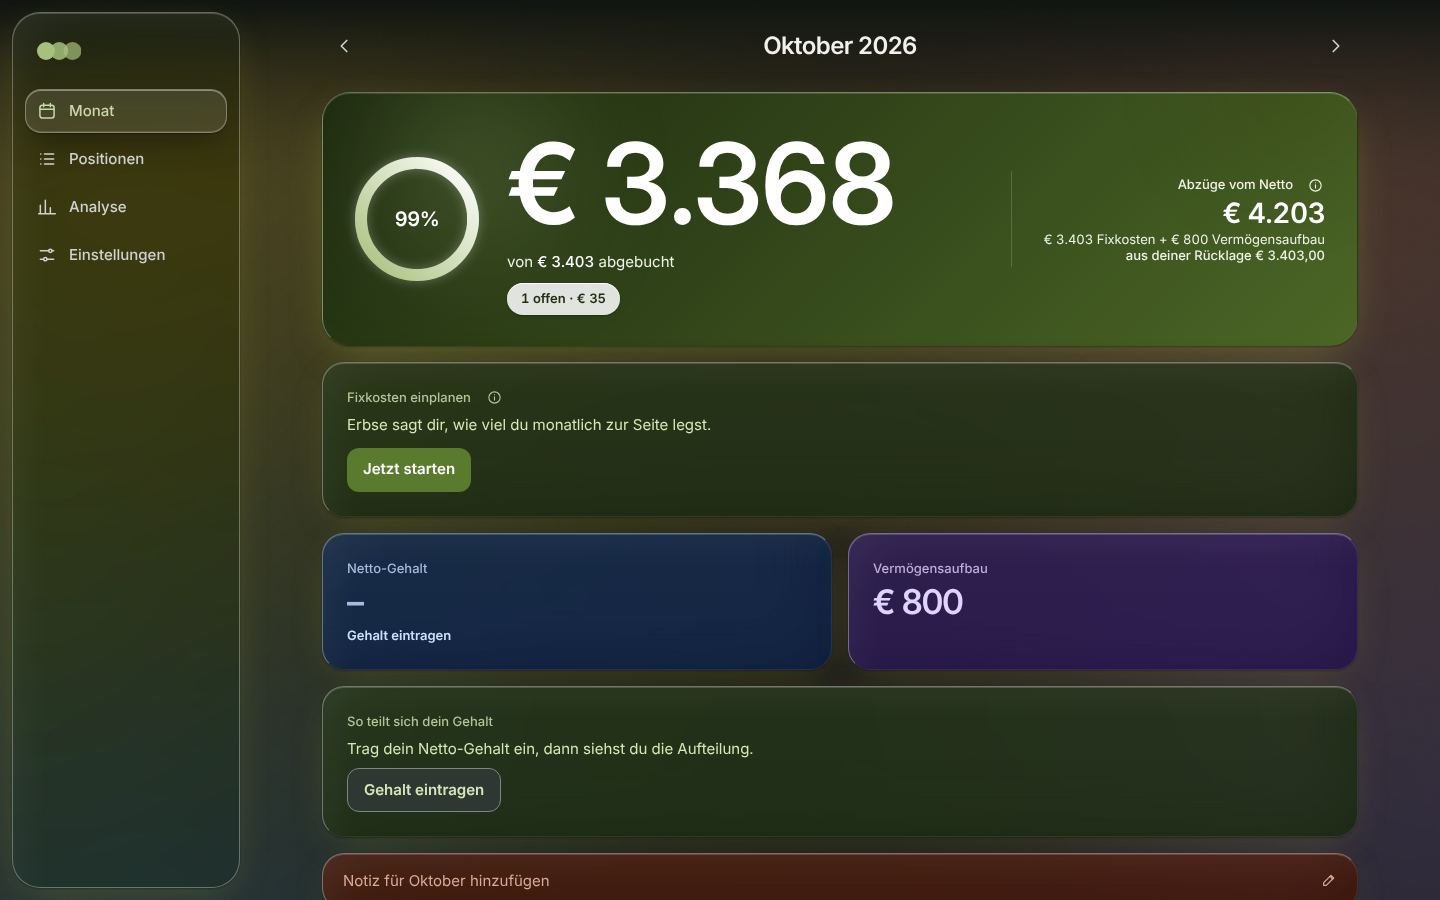 Monat
Positionen
Analyse
Einstellungen
Oktober 2026
99%
€ 3.368
von € 3.403 abgebucht
1 offen · € 35
Abzüge vom Netto
€ 4.203
€ 3.403 Fixkosten + € 800 Vermögensaufbau
aus deiner Rücklage € 3.403,00
Fixkosten einplanen
Erbse sagt dir, wie viel du monatlich zur Seite legst.
Jetzt starten
Netto-Gehalt
–
Gehalt eintragen
Vermögensaufbau
€ 800
So teilt sich dein Gehalt
Trag dein Netto-Gehalt ein, dann siehst du die Aufteilung.
Gehalt eintragen
Notiz für Oktober hinzufügen